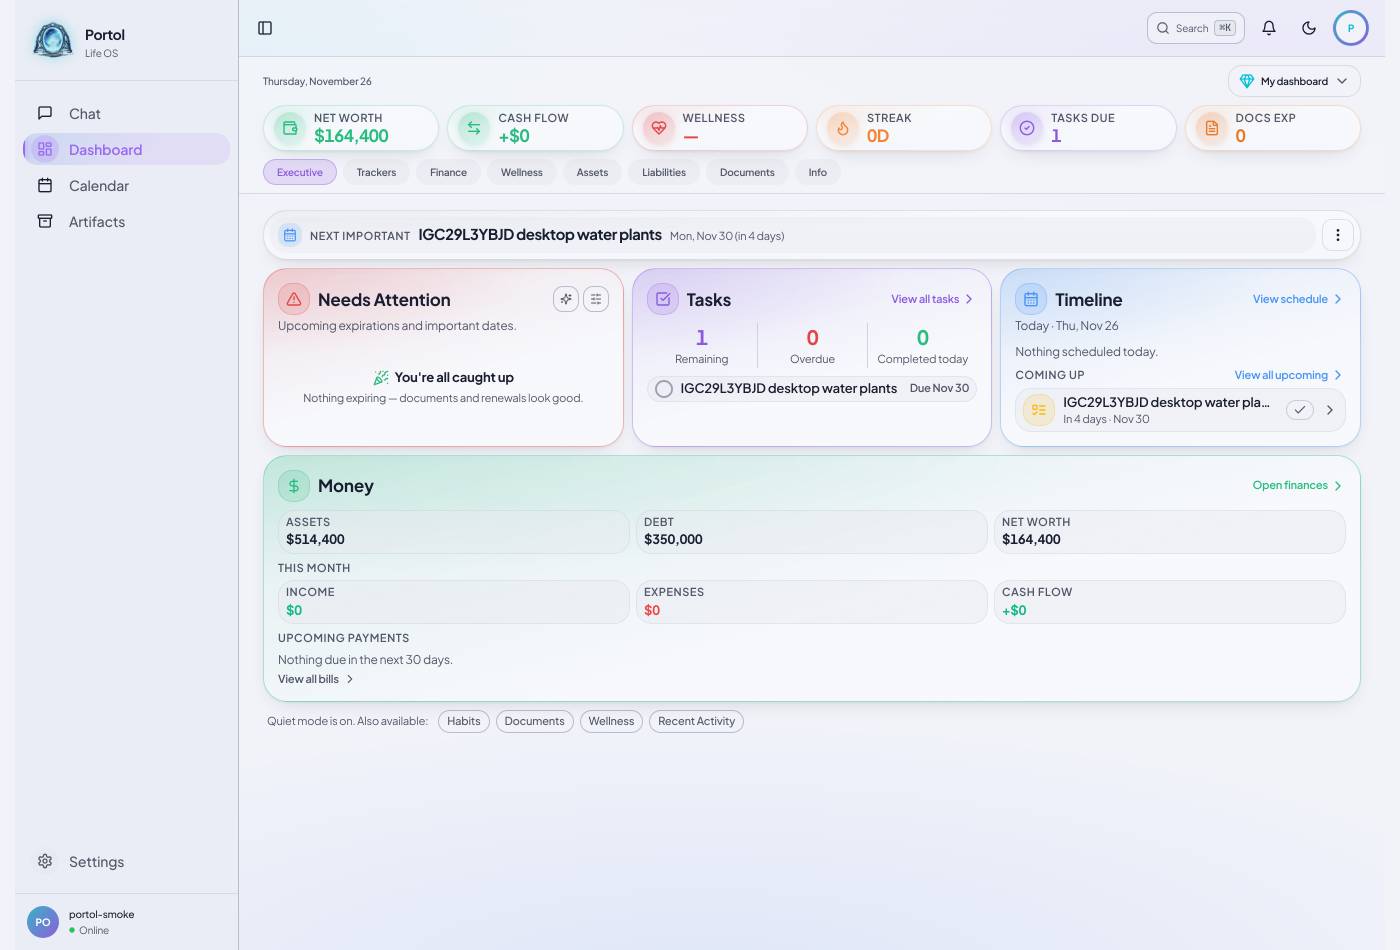 Portol
Life OS
Chat
Dashboard
Calendar
Artifacts
Settings
PO
portol-smoke
Online
Search ⌘K
P
Thursday, November 26
My dashboard
NET WORTH
$164,400
CASH FLOW
+$0
WELLNESS
—
STREAK
0D
TASKS DUE
1
DOCS EXP
0
Executive
Trackers
Finance
Wellness
Assets
Liabilities
Documents
Info
NEXT IMPORTANT IGC29L3YBJD desktop water plants Mon, Nov 30 (in 4 days)
Needs Attention
Upcoming expirations and important dates.
You're all caught up
Nothing expiring — documents and renewals look good.
Tasks
View all tasks
1
Remaining
0
Overdue
0
Completed today
IGC29L3YBJD desktop water plants Due Nov 30
Timeline
View schedule
Today · Thu, Nov 26
Nothing scheduled today.
COMING UP
View all upcoming
IGC29L3YBJD desktop water pla...
In 4 days · Nov 30
Money
Open finances
ASSETS
$514,400
DEBT
$350,000
NET WORTH
$164,400
THIS MONTH
INCOME
$0
EXPENSES
$0
CASH FLOW
+$0
UPCOMING PAYMENTS
Nothing due in the next 30 days.
View all bills
Quiet mode is on. Also available: Habits Documents Wellness Recent Activity